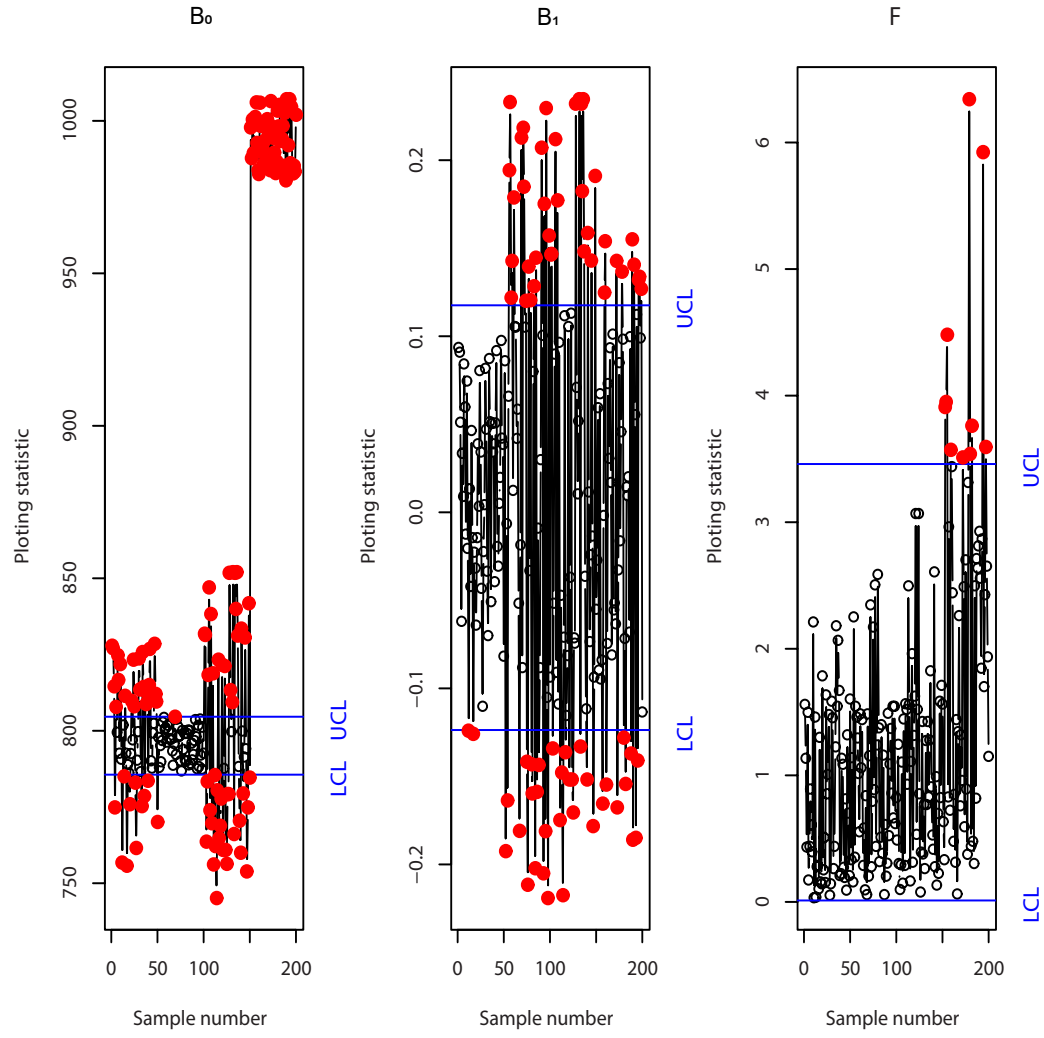 B₀
Ploting statistic
1000
950
900
850
800
750
UCL
LCL
0 50 100 200
Sample number
B₁
Ploting statistic
0.2
0.1
0.0
−0.1
−0.2
UCL
LCL
0 50 100 200
Sample number
F
Ploting statistic
6
5
4
3
2
1
0
UCL
LCL
0 50 100 200
Sample number